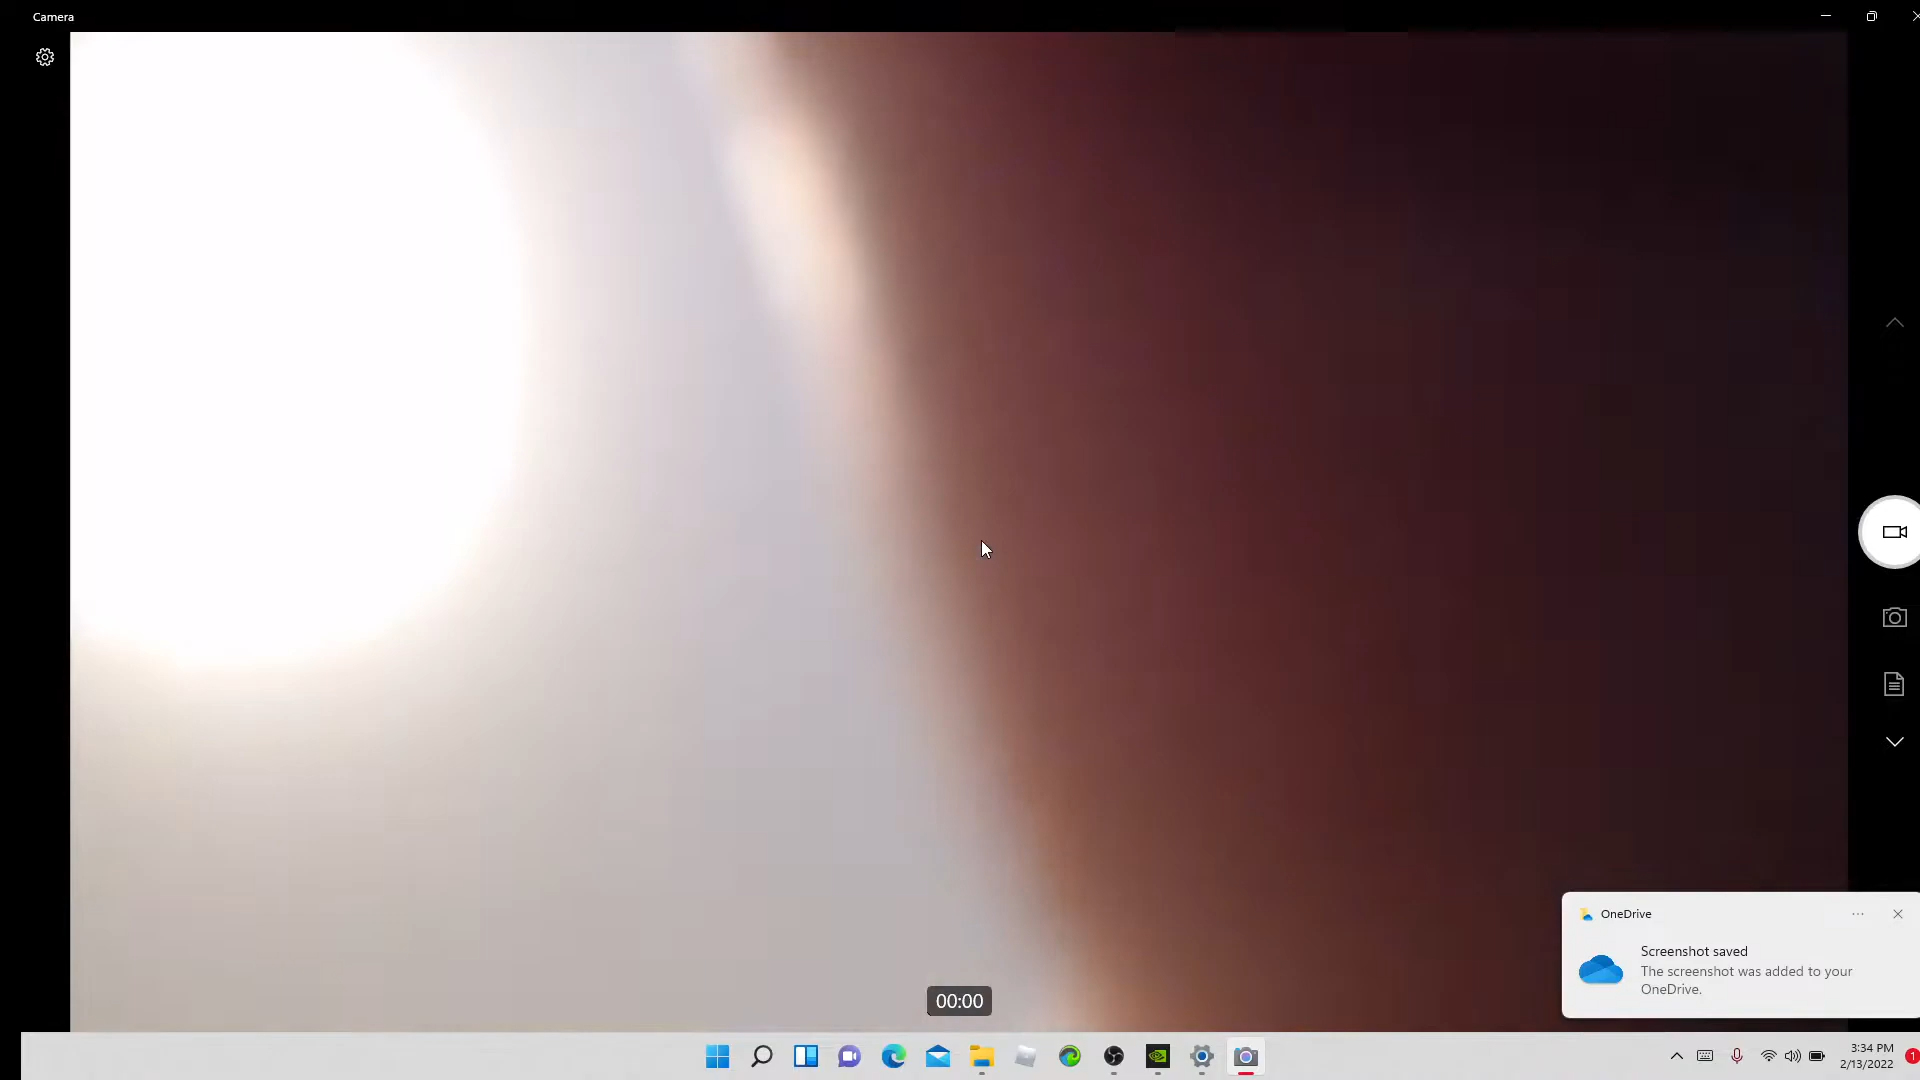 Camera
00:00
OneDrive
Screenshot saved
The screenshot was added to your
OneDrive.
3:34 PM
2/13/2022
1